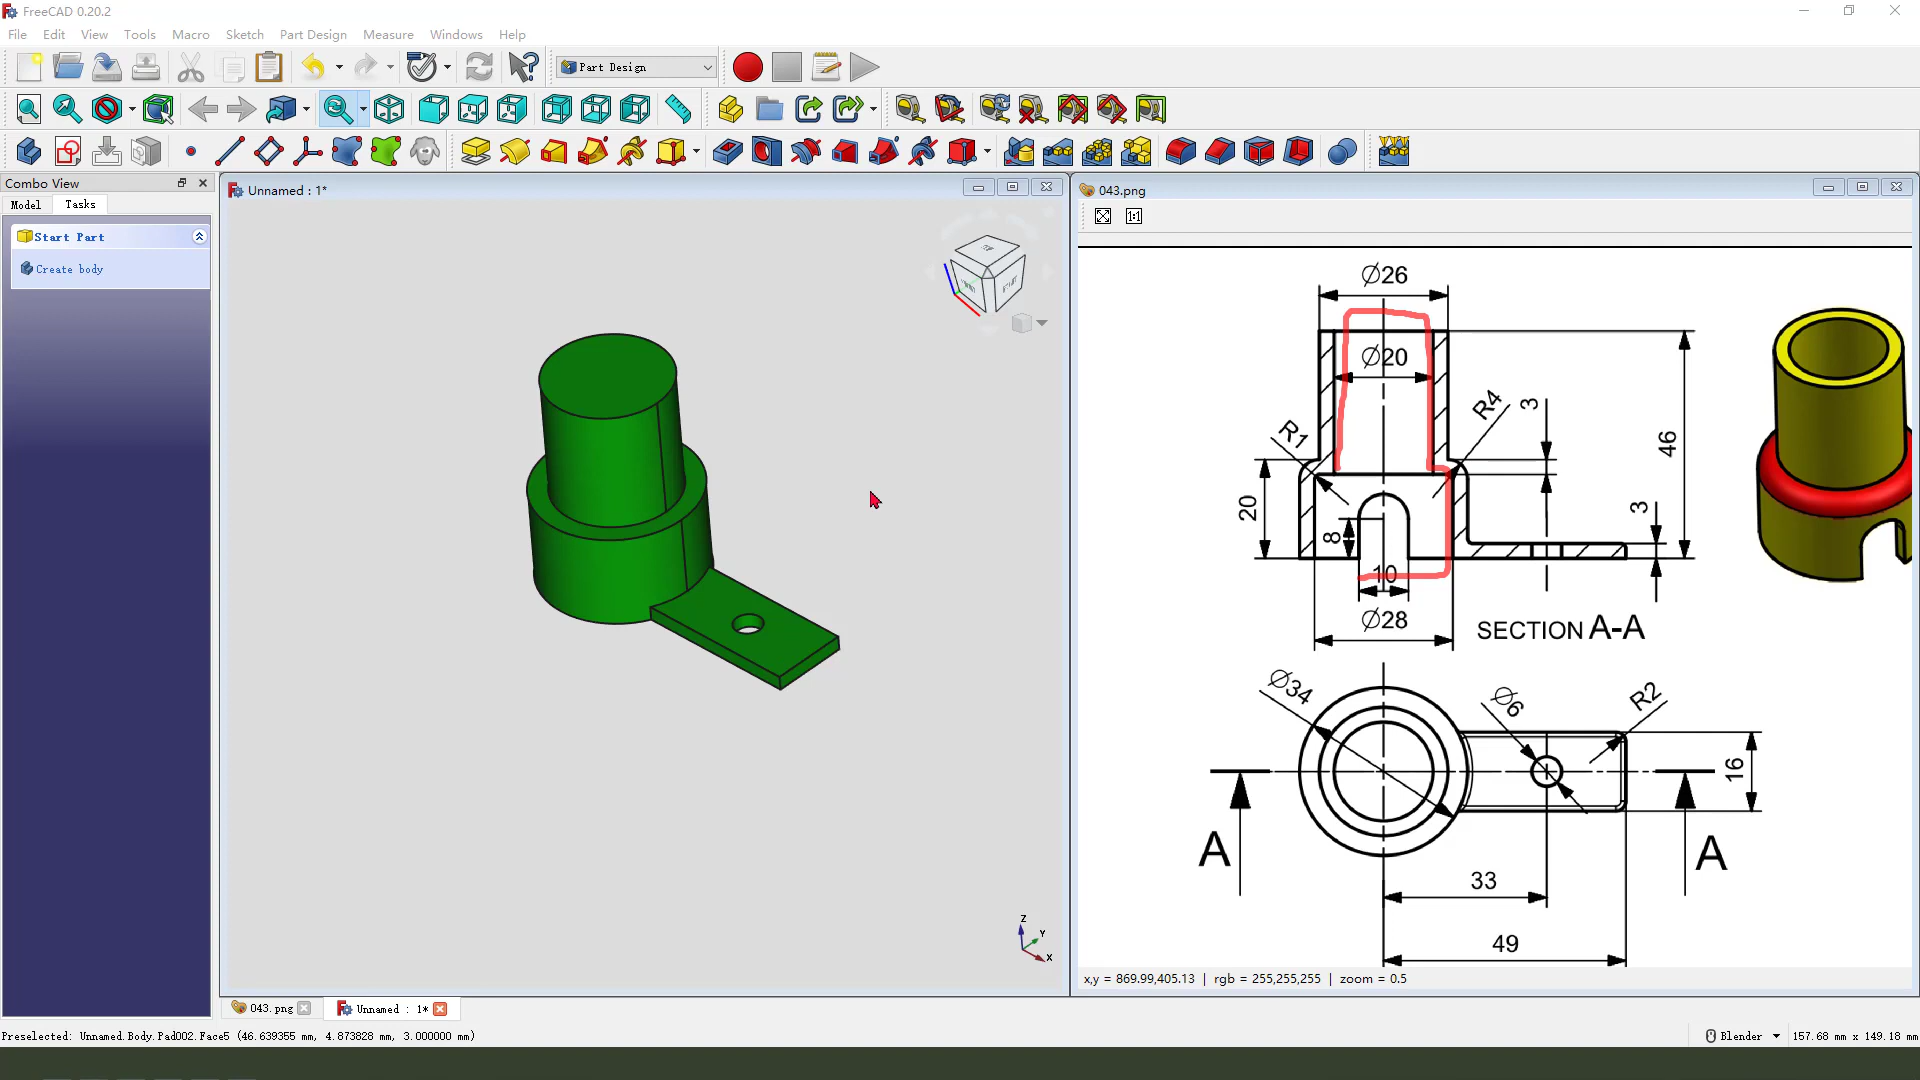 FreeCAD 0.20.2
File Edit View Tools Macro Sketch Part Design Measure Windows Help
Part Design
Combo View
Model Tasks
Start Part
Create body
Unnamed : 1*
TOP
Z
Y
X
043.png
1:1
Ø26
Ø20
R4
3
R1
46
20
8
3
10
Ø28
SECTION A-A
Ø34
Ø6
R2
16
A
A
33
49
x,y = 869.99,405.13 | rgb = 255,255,255 | zoom = 0.5
043.png
Unnamed : 1*
Preselected: Unnamed.Body.Pad002.Face5 (46.639355 mm, 4.873828 mm, 3.000000 mm)
Blender
157.68 mm x 149.18 mm